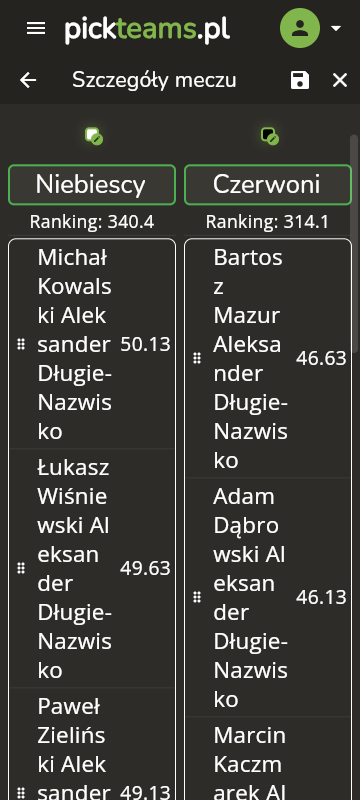 pickteams.pl
Szczegóły meczu
Niebiescy
Ranking: 340.4
Michał
Kowals
ki Alek
sander 50.13
Długie-
Nazwis
ko
Łukasz
Wiśnie
wski Al
eksan
der 49.63
Długie-
Nazwis
ko
Paweł
Zielińs
ki Alek
sander 49.13
Czerwoni
Ranking: 314.1
Bartos
z
Mazur
Aleksa
nder 46.63
Długie-
Nazwis
ko
Adam
Dąbro
wski Al
eksan
der 46.13
Długie-
Nazwis
ko
Marcin
Kaczm
arek Al